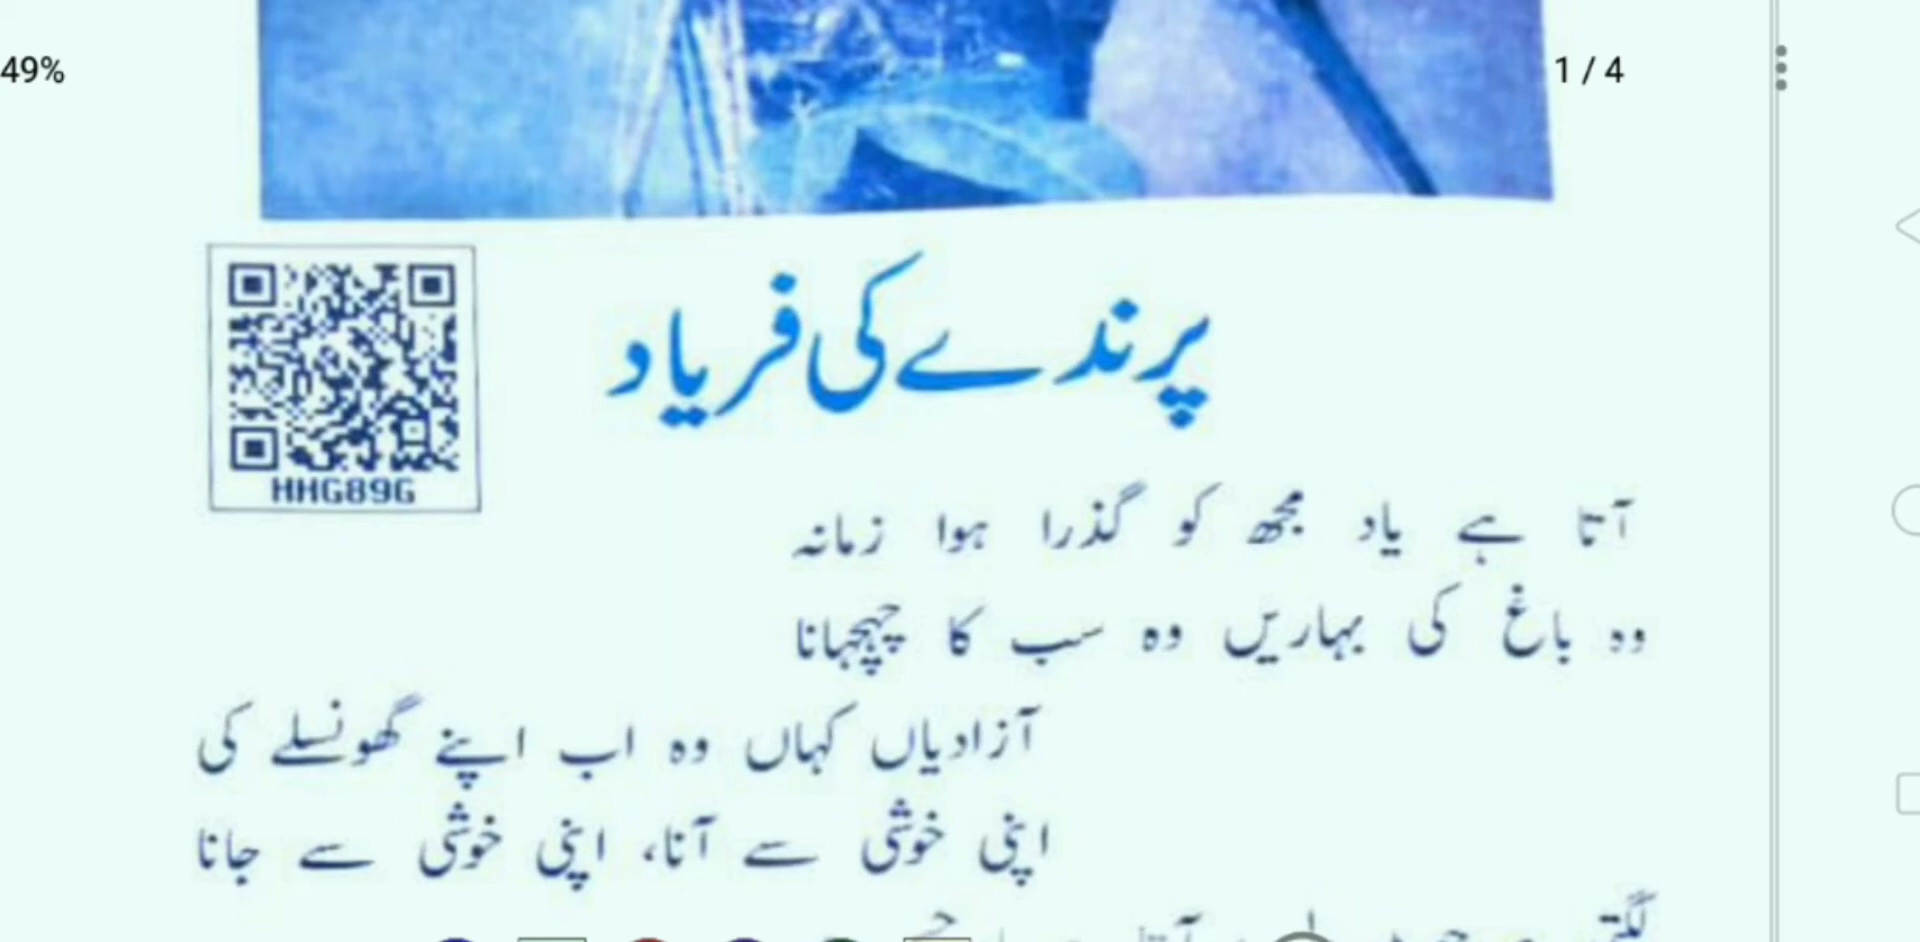 49%
1 / 4
پرندے کی فریاد
HHG89G
آتا ہے یاد مجھ کو گذرا ہوا زمانہ
وہ باغ کی بہاریں وہ سب کا چہچہانا
آزادیاں کہاں وہ اب اپنے گھونسلے کی
اپنی خوشی سے آنا، اپنی خوشی سے جانا